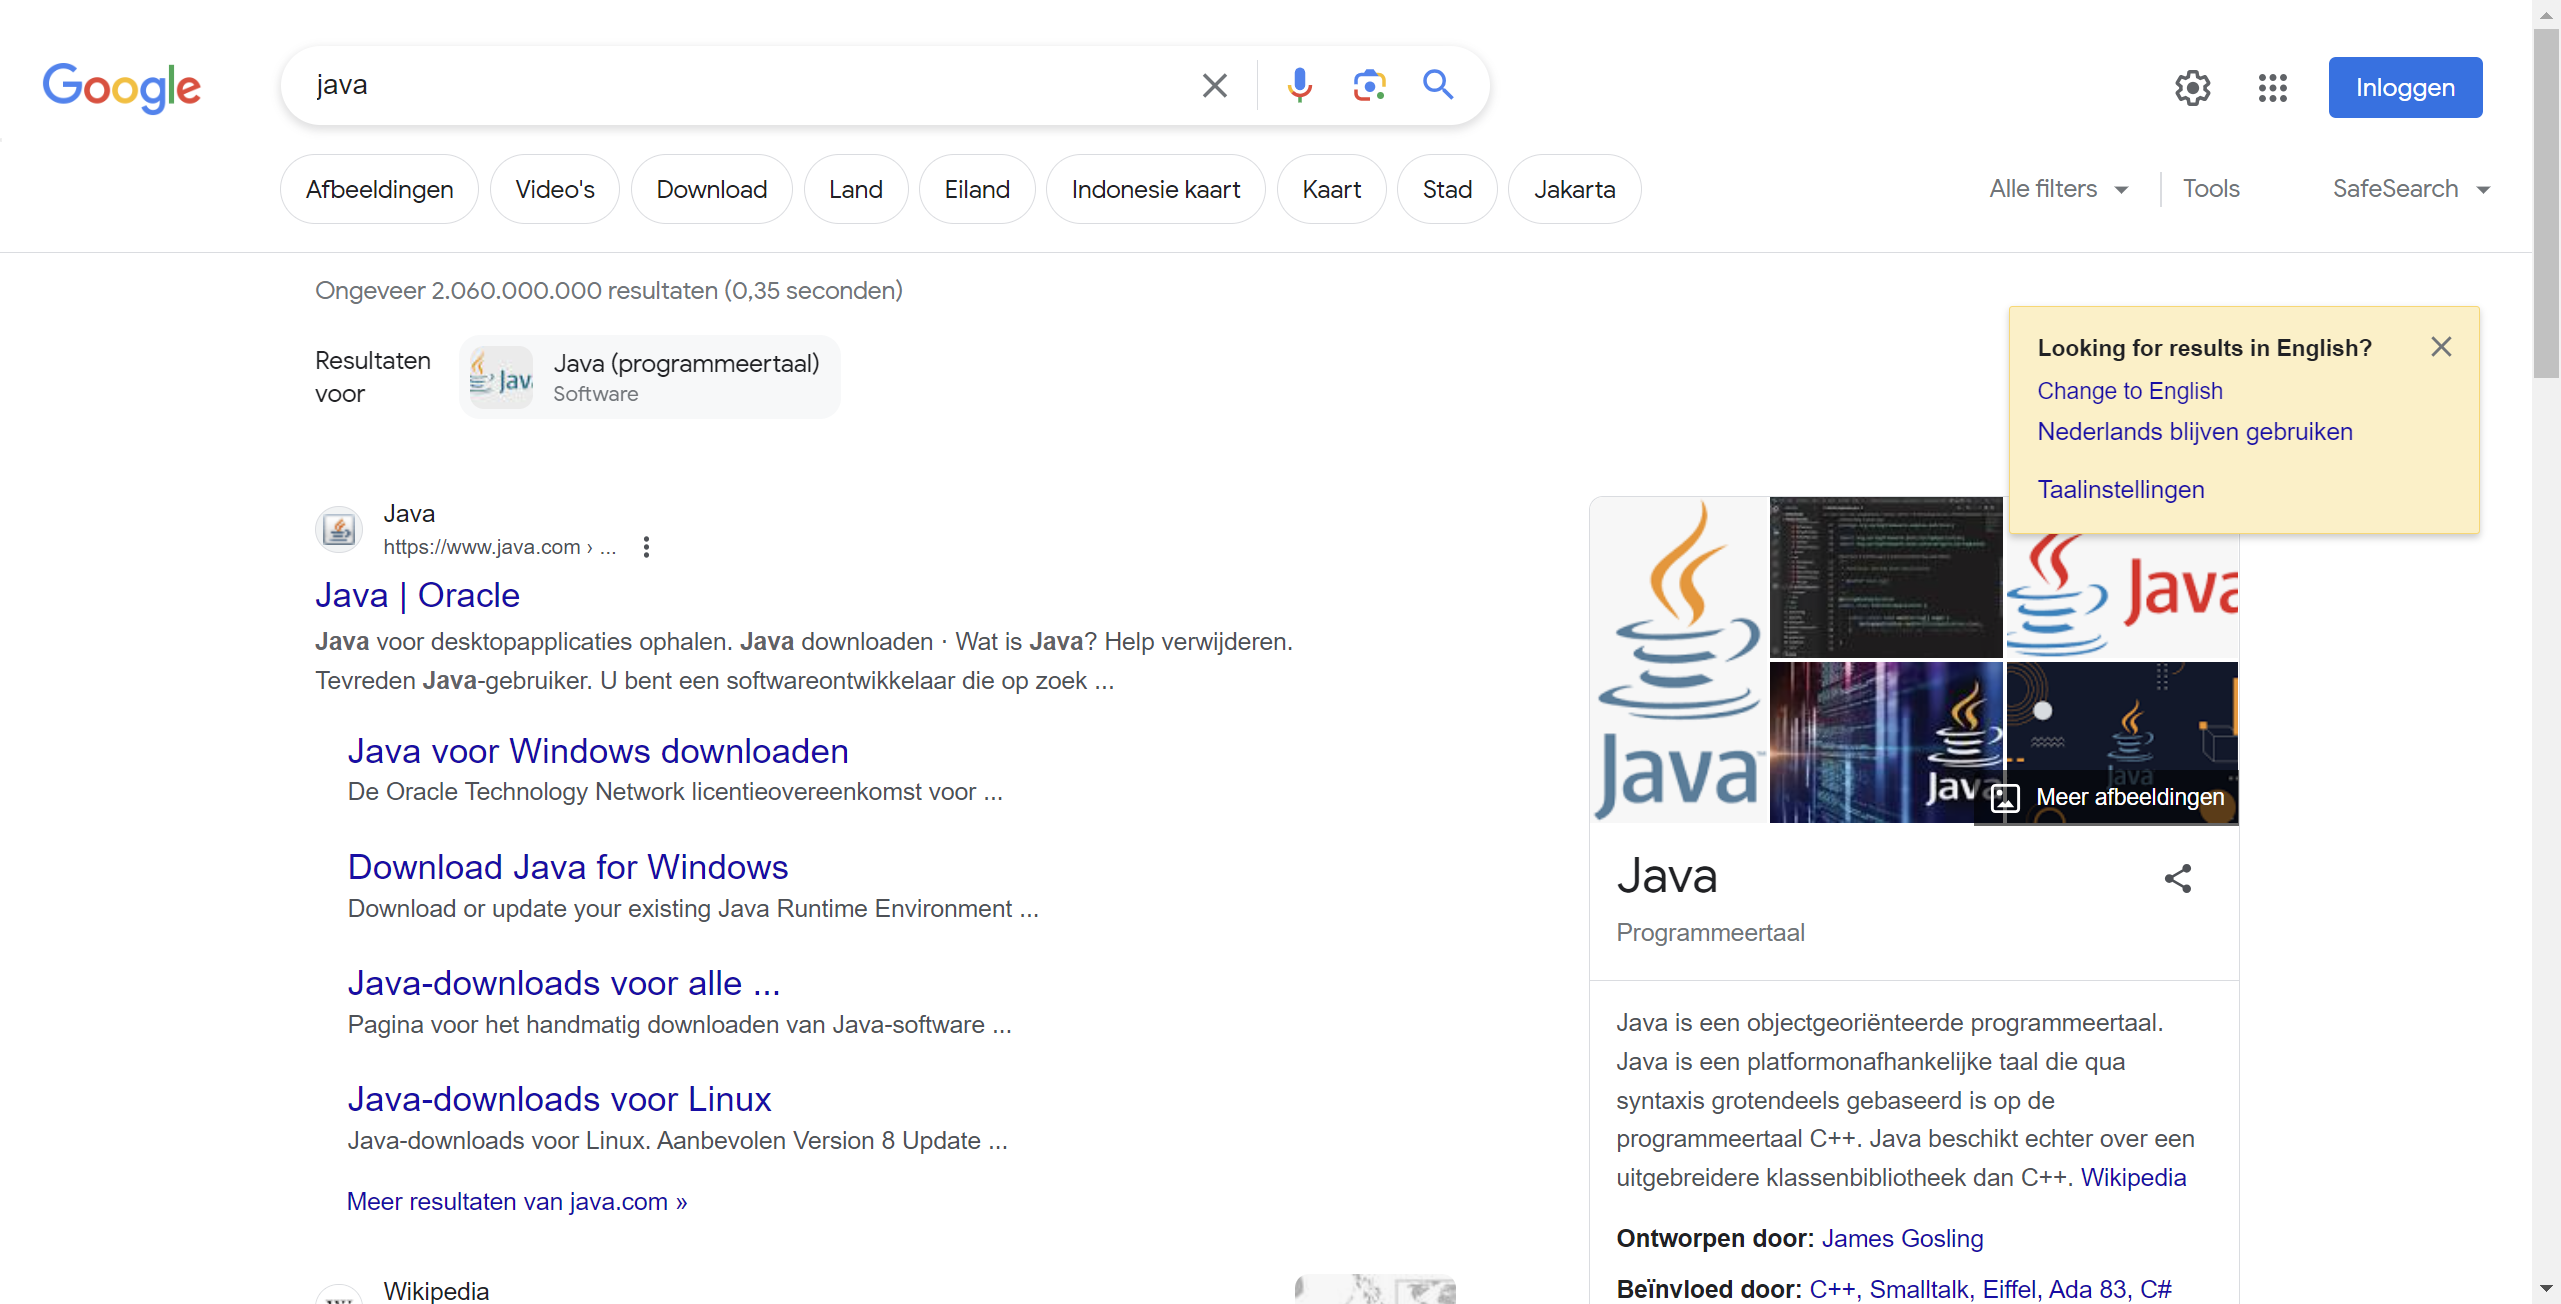 Google
java
Inloggen
Afbeeldingen
Video's
Download
Land
Eiland
Indonesie kaart
Kaart
Stad
Jakarta
Alle filters
Tools
SafeSearch
Ongeveer 2.060.000.000 resultaten (0,35 seconden)
Resultaten
voor
Java (programmeertaal)
Software
Looking for results in English?
Change to English
Nederlands blijven gebruiken
Taalinstellingen
Java
https://www.java.com › ...
Java | Oracle
Java voor desktopapplicaties ophalen. Java downloaden · Wat is Java? Help verwijderen.
Tevreden Java-gebruiker. U bent een softwareontwikkelaar die op zoek ...
Java voor Windows downloaden
De Oracle Technology Network licentieovereenkomst voor ...
Download Java for Windows
Download or update your existing Java Runtime Environment ...
Java-downloads voor alle ...
Pagina voor het handmatig downloaden van Java-software ...
Java-downloads voor Linux
Java-downloads voor Linux. Aanbevolen Version 8 Update ...
Meer resultaten van java.com »
Wikipedia
Java
Java
Java
Java
Meer afbeeldingen
Java
Programmeertaal
Java is een objectgeoriënteerde programmeertaal.
Java is een platformonafhankelijke taal die qua
syntaxis grotendeels gebaseerd is op de
programmeertaal C++. Java beschikt echter over een
uitgebreidere klassenbibliotheek dan C++. Wikipedia
Ontworpen door: James Gosling
Beïnvloed door: C++, Smalltalk, Eiffel, Ada 83, C#